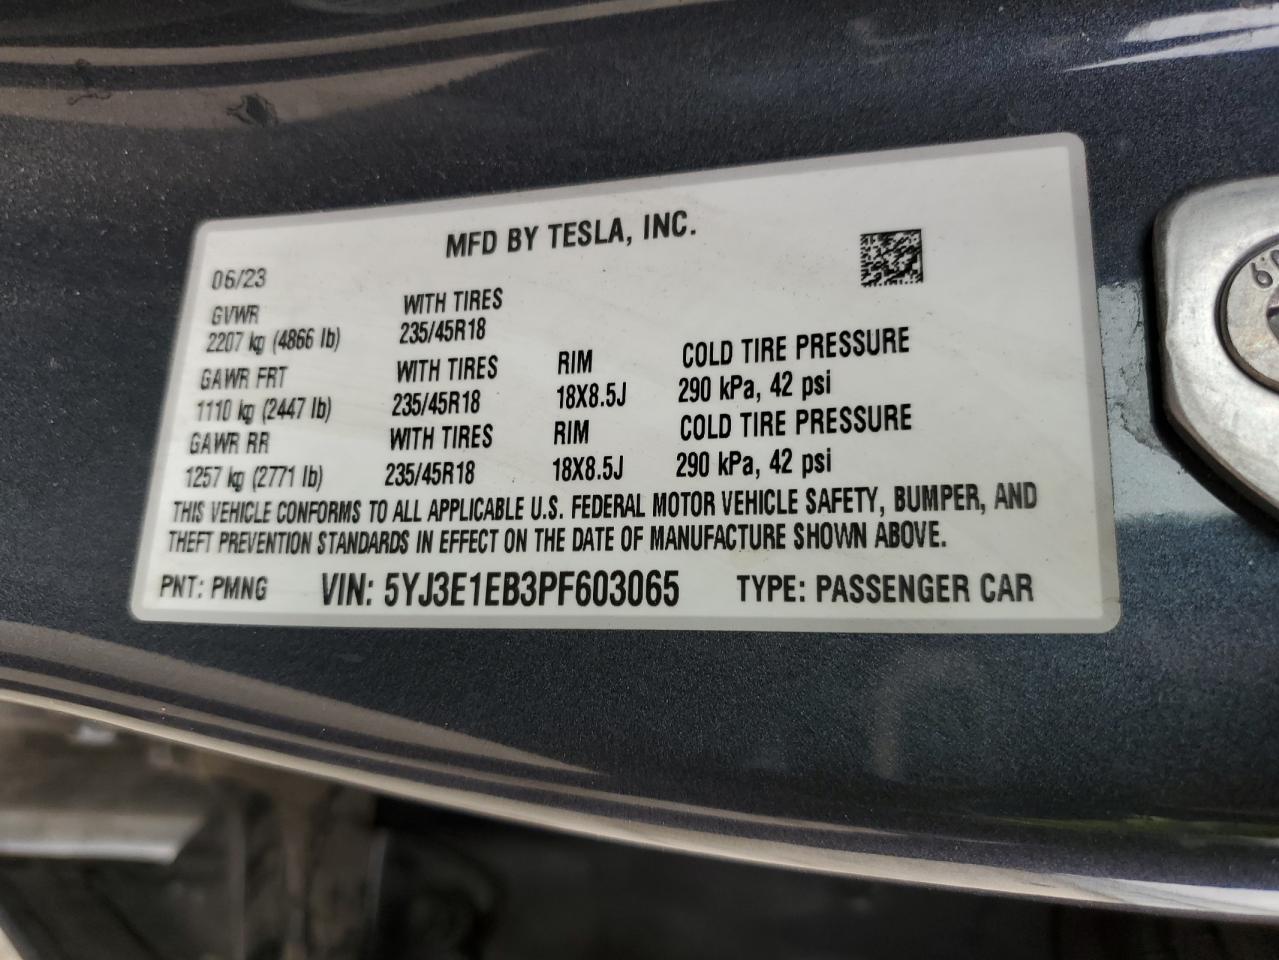 MFD BY TESLA, INC.
06/23
GVWR WITH TIRES
2207 kg (4866 lb) 235/45R18
GAWR FRT WITH TIRES RIM COLD TIRE PRESSURE
1110 kg (2447 lb) 235/45R18 18X8.5J 290 kPa, 42 psi
GAWR RR WITH TIRES RIM COLD TIRE PRESSURE
1257 kg (2771 lb) 235/45R18 18X8.5J 290 kPa, 42 psi
THIS VEHICLE CONFORMS TO ALL APPLICABLE U.S. FEDERAL MOTOR VEHICLE SAFETY, BUMPER, AND
THEFT PREVENTION STANDARDS IN EFFECT ON THE DATE OF MANUFACTURE SHOWN ABOVE.
PNT: PMNG VIN: 5YJ3E1EB3PF603065 TYPE: PASSENGER CAR